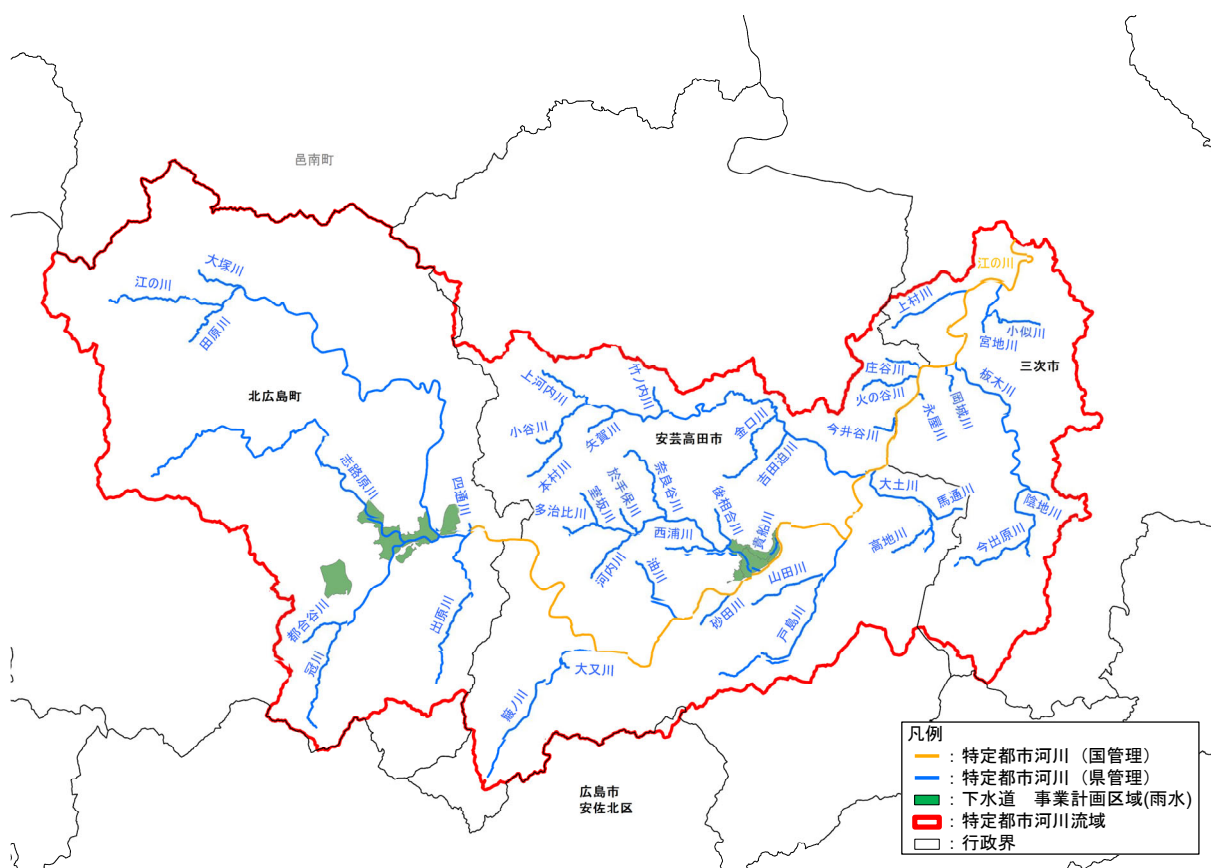 邑南町
江の川
大塚川
江の川
上村川
田原川
小似川
宮地川
三次市
庄谷川
板木川
上河内川
竹ノ内川
火の谷川
岡城川
北広島町
永屋川
金口川
小谷川
矢賀川
安芸高田市
今井谷川
吉田迫川
本村川
志路原川
奈良谷川
於手保川
四通川
大土川
馬通川
陰地川
室坂川
後相合川
多治比川
貴船川
西浦川
高地川
今出原川
河内川
油川
山田川
砂田川
都合谷川
出原川
戸島川
冠川
大又川
簸ノ川
広島市
安佐北区
凡例
:特定都市河川(国管理)
:特定都市河川(県管理)
:下水道 事業計画区域(雨水)
:特定都市河川流域
:行政界